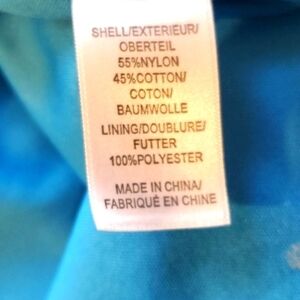 SHELL/EXTERIEUR/
OBERTEIL
55%NYLON
45%COTTON/
COTON/
BAUMWOLLE
LINING/DOUBLURE/
FUTTER
100%POLYESTER
MADE IN CHINA/
FABRIQUÉ EN CHINE